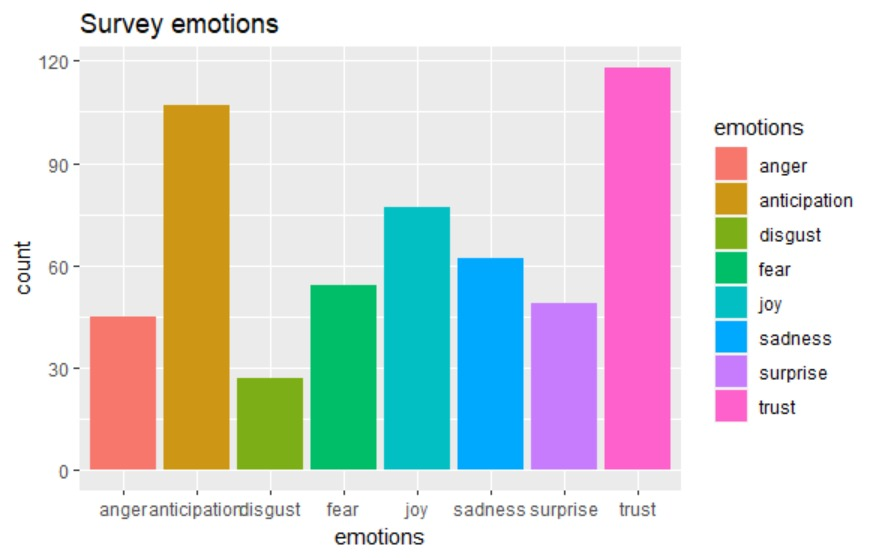 Survey emotions
120
90
60
30
0
count
anger anticipation disgust fear joy sadness surprise trust
emotions
emotions
anger
anticipation
disgust
fear
joy
sadness
surprise
trust